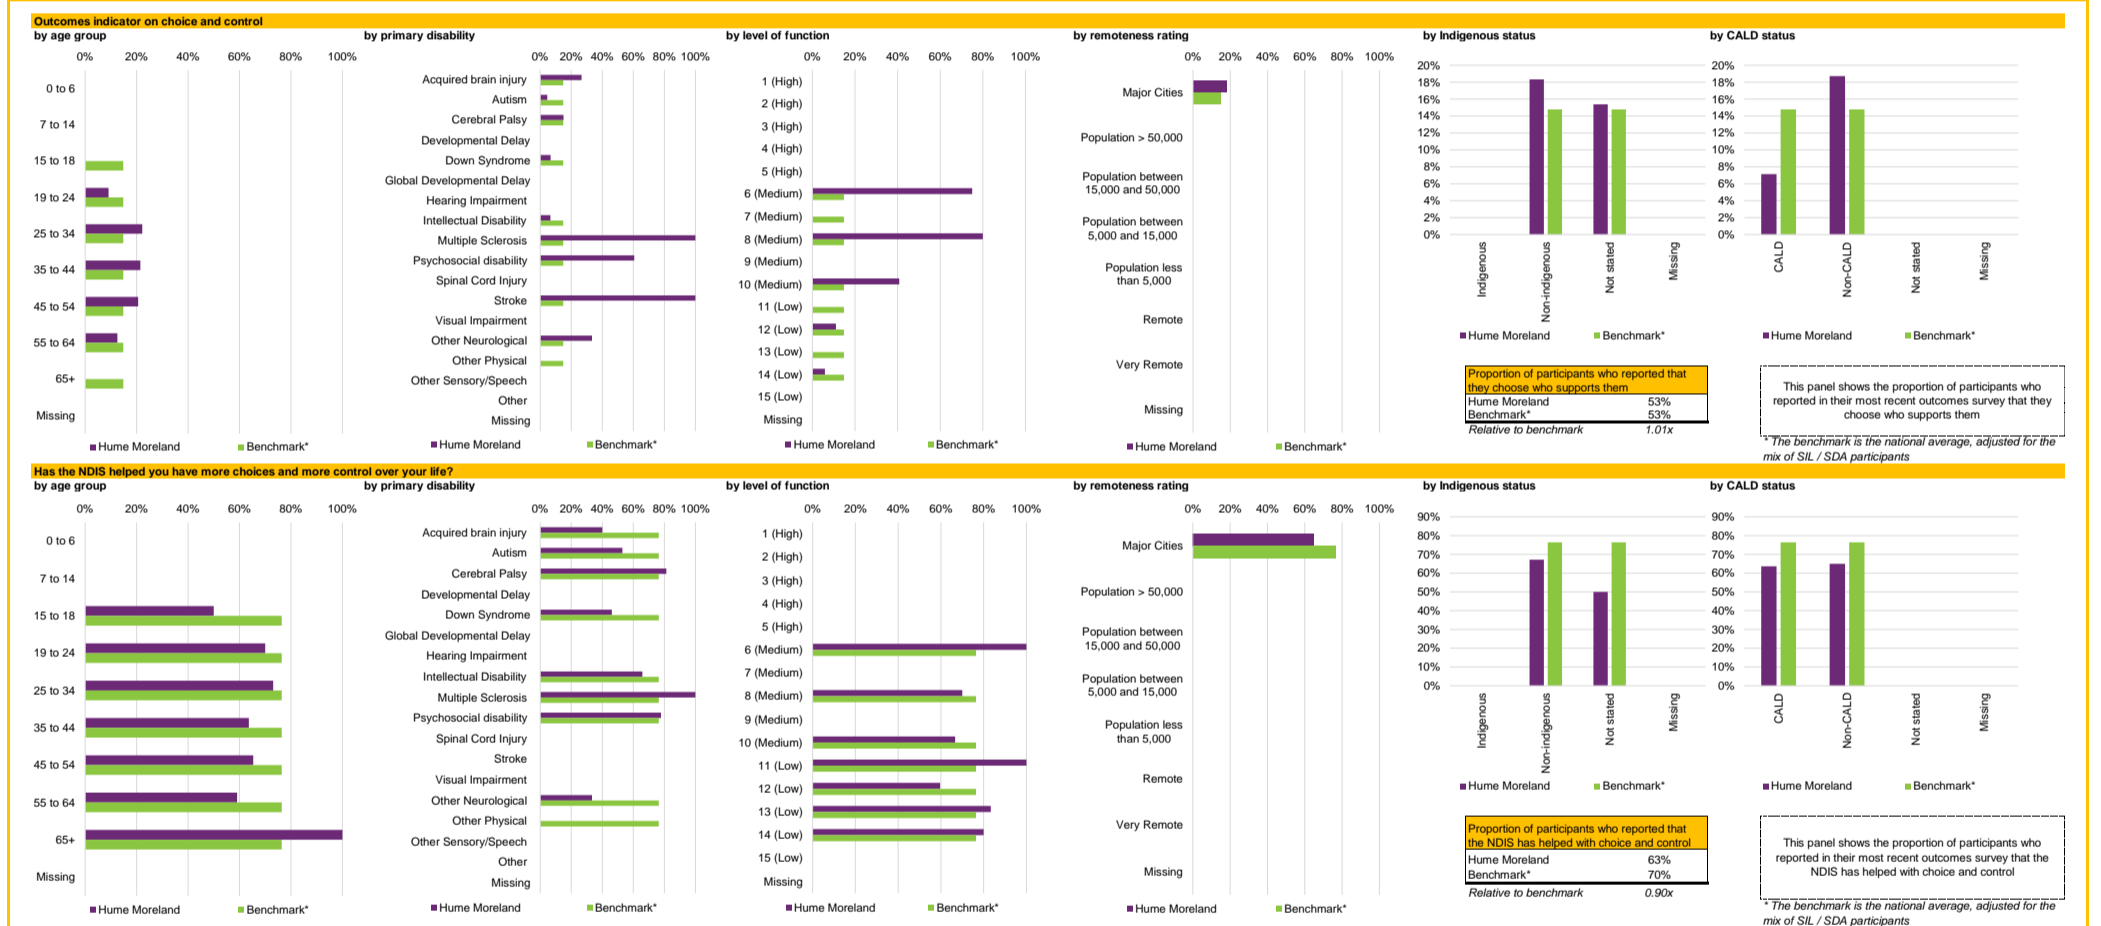 Outcomes indicator on choice and control
by age group
0% 20% 40% 60% 80% 100%
0 to 6
7 to 14
15 to 18
19 to 24
25 to 34
35 to 44
45 to 54
55 to 64
65+
Missing
Hume Moreland Benchmark*
by primary disability
0% 20% 40% 60% 80% 100%
Acquired brain injury
Autism
Cerebral Palsy
Developmental Delay
Down Syndrome
Global Developmental Delay
Hearing Impairment
Intellectual Disability
Multiple Sclerosis
Psychosocial disability
Spinal Cord Injury
Stroke
Visual Impairment
Other Neurological
Other Physical
Other Sensory/Speech
Other
Missing
Hume Moreland Benchmark*
by level of function
0% 20% 40% 60% 80% 100%
1 (High)
2 (High)
3 (High)
4 (High)
5 (High)
6 (Medium)
7 (Medium)
8 (Medium)
9 (Medium)
10 (Medium)
11 (Low)
12 (Low)
13 (Low)
14 (Low)
15 (Low)
Missing
Hume Moreland Benchmark*
by remoteness rating
0% 20% 40% 60% 80% 100%
Major Cities
Population > 50,000
Population between
15,000 and 50,000
Population between
5,000 and 15,000
Population less
than 5,000
Remote
Very Remote
Missing
Hume Moreland Benchmark*
by Indigenous status
20%
18%
16%
14%
12%
10%
8%
6%
4%
2%
0%
Indigenous
Non-indigenous
Not stated
Missing
Hume Moreland Benchmark*
by CALD status
20%
18%
16%
14%
12%
10%
8%
6%
4%
2%
0%
CALD
Non-CALD
Not stated
Missing
Hume Moreland Benchmark*
Proportion of participants who reported that
they choose who supports them
Hume Moreland 53%
Benchmark* 53%
Relative to benchmark 1.01x
This panel shows the proportion of participants who
reported in their most recent outcomes survey that they
choose who supports them
* The benchmark is the national average, adjusted for the
mix of SIL / SDA participants
Has the NDIS helped you have more choices and more control over your life?
by age group
0% 20% 40% 60% 80% 100%
0 to 6
7 to 14
15 to 18
19 to 24
25 to 34
35 to 44
45 to 54
55 to 64
65+
Missing
Hume Moreland Benchmark*
by primary disability
0% 20% 40% 60% 80% 100%
Acquired brain injury
Autism
Cerebral Palsy
Developmental Delay
Down Syndrome
Global Developmental Delay
Hearing Impairment
Intellectual Disability
Multiple Sclerosis
Psychosocial disability
Spinal Cord Injury
Stroke
Visual Impairment
Other Neurological
Other Physical
Other Sensory/Speech
Other
Missing
Hume Moreland Benchmark*
by level of function
0% 20% 40% 60% 80% 100%
1 (High)
2 (High)
3 (High)
4 (High)
5 (High)
6 (Medium)
7 (Medium)
8 (Medium)
9 (Medium)
10 (Medium)
11 (Low)
12 (Low)
13 (Low)
14 (Low)
15 (Low)
Missing
Hume Moreland Benchmark*
by remoteness rating
0% 20% 40% 60% 80% 100%
Major Cities
Population > 50,000
Population between
15,000 and 50,000
Population between
5,000 and 15,000
Population less
than 5,000
Remote
Very Remote
Missing
Hume Moreland Benchmark*
by Indigenous status
90%
80%
70%
60%
50%
40%
30%
20%
10%
0%
Indigenous
Non-indigenous
Not stated
Missing
Hume Moreland Benchmark*
by CALD status
90%
80%
70%
60%
50%
40%
30%
20%
10%
0%
CALD
Non-CALD
Not stated
Missing
Hume Moreland Benchmark*
Proportion of participants who reported that
the NDIS has helped with choice and control
Hume Moreland 63%
Benchmark* 70%
Relative to benchmark 0.90x
This panel shows the proportion of participants who
reported in their most recent outcomes survey that the
NDIS has helped with choice and control
* The benchmark is the national average, adjusted for the
mix of SIL / SDA participants